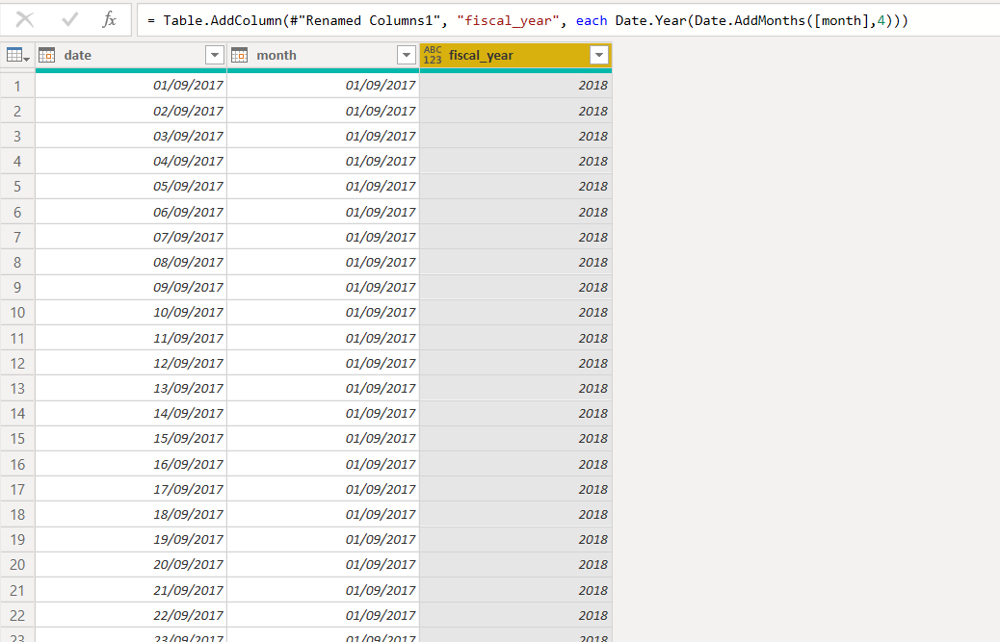 fx = Table.AddColumn(#"Renamed Columns1", "fiscal_year", each Date.Year(Date.AddMonths([month],4)))
date month ABC 123 fiscal_year
1 01/09/2017 01/09/2017 2018
2 02/09/2017 01/09/2017 2018
3 03/09/2017 01/09/2017 2018
4 04/09/2017 01/09/2017 2018
5 05/09/2017 01/09/2017 2018
6 06/09/2017 01/09/2017 2018
7 07/09/2017 01/09/2017 2018
8 08/09/2017 01/09/2017 2018
9 09/09/2017 01/09/2017 2018
10 10/09/2017 01/09/2017 2018
11 11/09/2017 01/09/2017 2018
12 12/09/2017 01/09/2017 2018
13 13/09/2017 01/09/2017 2018
14 14/09/2017 01/09/2017 2018
15 15/09/2017 01/09/2017 2018
16 16/09/2017 01/09/2017 2018
17 17/09/2017 01/09/2017 2018
18 18/09/2017 01/09/2017 2018
19 19/09/2017 01/09/2017 2018
20 20/09/2017 01/09/2017 2018
21 21/09/2017 01/09/2017 2018
22 22/09/2017 01/09/2017 2018
23 23/09/2017 01/09/2017 2018